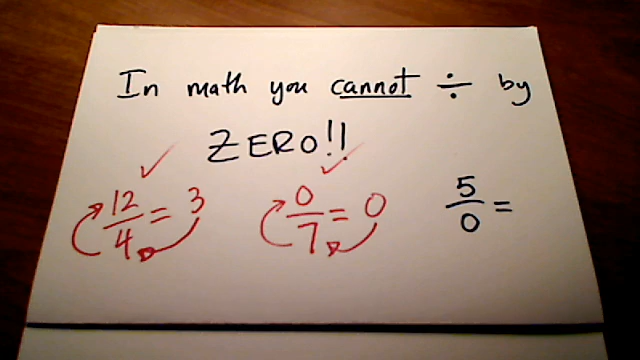 In math you cannot ÷ by
ZERO!!
12/4 = 3 0/7 = 0 5/0 =